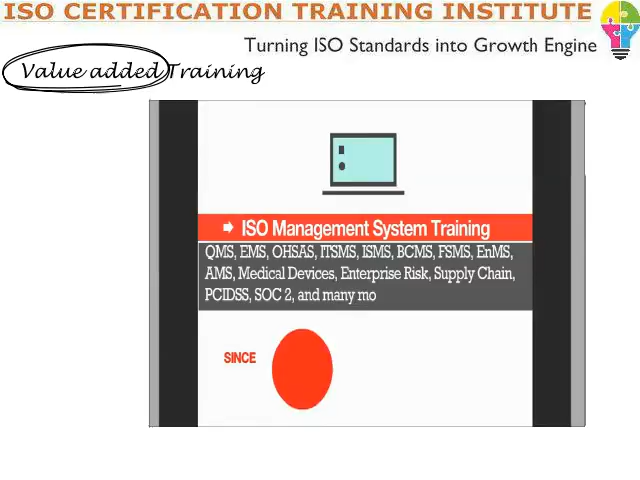 ISO CERTIFICATION TRAINING INSTITUTE
Turning ISO Standards into Growth Engine
Value added Training
ISO Management System Training
QMS, EMS, OHSAS, ITSMS, ISMS, BCMS, FSMS, EnMS,
AMS, Medical Devices, Enterprise Risk, Supply Chain,
PCIDSS, SOC 2, and many mo
SINCE